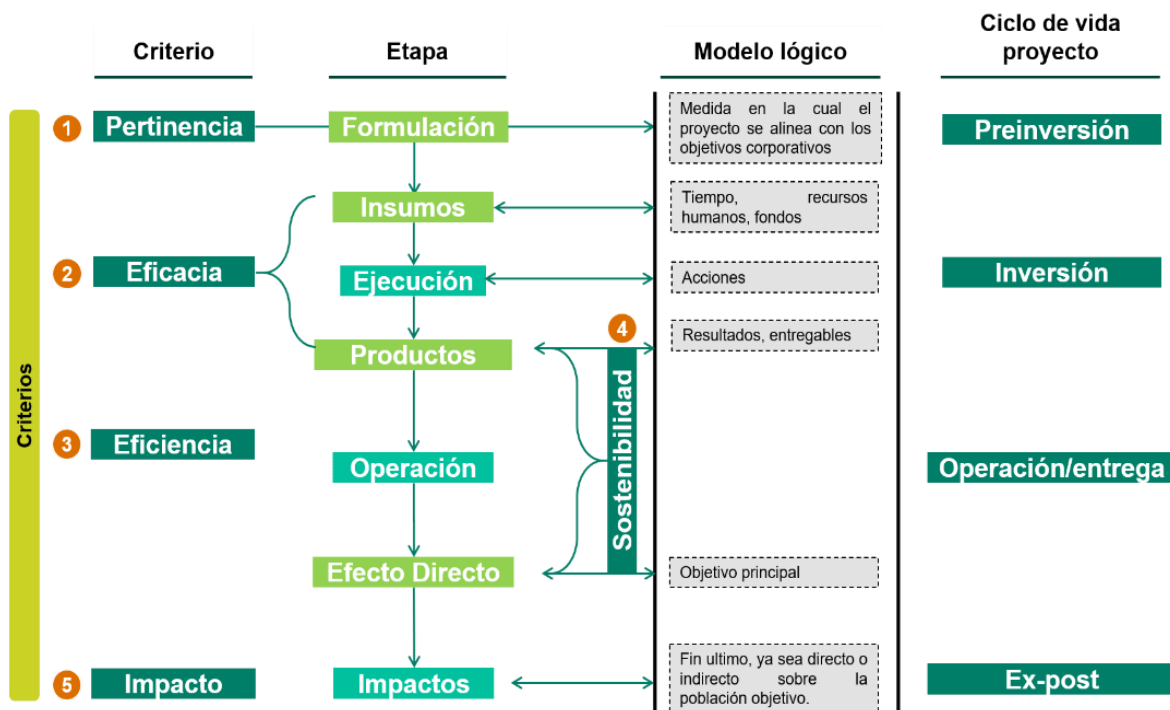 Criterio
Etapa
Modelo lógico
Ciclo de vida
proyecto
Criterios
1
Pertinencia
Formulación
Medida en la cual el
proyecto se alinea con los
objetivos corporativos
Preinversión
Insumos
Tiempo, recursos
humanos, fondos
2
Eficacia
Ejecución
Acciones
Inversión
4
Sostenibilidad
Productos
Resultados, entregables
3
Eficiencia
Operación
Operación/entrega
Efecto Directo
Objetivo principal
5
Impacto
Impactos
Fin ultimo, ya sea directo o
indirecto sobre la
población objetivo.
Ex-post